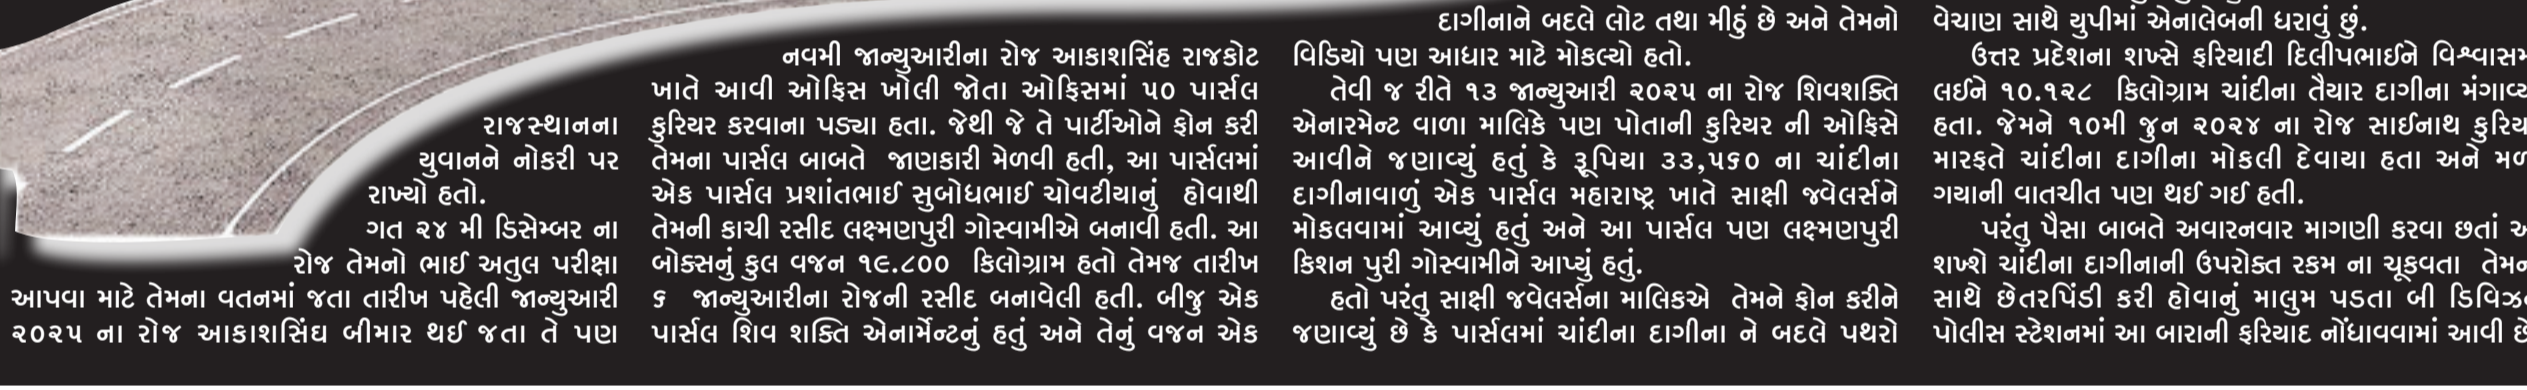 રાજસ્થાનના
યુવાનને નોકરી પર
રાખ્યો હતો.
ગત ૨૪ મી ડિસેમ્બર ના
રોજ તેમનો ભાઈ અતુલ પરીક્ષા
આપવા માટે તેમના વતનમાં જતા તારીખ પહેલી જાન્યુઆરી
૨૦૨૫ ના રોજ આકાશસિંઘ બીમાર થઈ જતા તે પણ
નવમી જાન્યુઆરીના રોજ આકાશસિંહ રાજકોટ
ખાતે આવી ઓફિસ ખોલી જોતા ઓફિસમાં ૫૦ પાર્સલ
કુરિયર કરવાના પડ્યા હતા. જેથી જે તે પાર્ટીઓને ફોન કરી
તેમના પાર્સલ બાબતે જાણકારી મેળવી હતી, આ પાર્સલમાં
એક પાર્સલ પ્રશાંતભાઈ સુબોધભાઈ ચોવટીયાનું હોવાથી
તેમની કાચી રસીદ લક્ષ્મણપુરી ગોસ્વામીએ બનાવી હતી. આ
બોક્સનું કુલ વજન ૧૯.૮૦૦ કિલોગ્રામ હતો તેમજ તારીખ
૬ જાન્યુઆરીના રોજની રસીદ બનાવેલી હતી. બીજુ એક
પાર્સલ શિવ શક્તિ એનાર્મેન્ટનું હતું અને તેનું વજન એક
દાગીનાને બદલે લોટ તથા મીઠું છે અને તેમનો
વિડિયો પણ આધાર માટે મોકલ્યો હતો.
તેવી જ રીતે ૧૩ જાન્યુઆરી ૨૦૨૫ ના રોજ શિવશક્તિ
એનારમેન્ટ વાળા માલિકે પણ પોતાની કુરિયર ની ઓફિસે
આવીને જણાવ્યું હતું કે રૂપિયા ૩૩,૫૬૦ ના ચાંદીના
દાગીનાવાળું એક પાર્સલ મહારાષ્ટ્ર ખાતે સાક્ષી જ્વેલર્સને
મોકલવામાં આવ્યું હતું અને આ પાર્સલ પણ લક્ષ્મણપુરી
કિશન પુરી ગોસ્વામીને આપ્યું હતું.
હતો પરંતુ સાક્ષી જવેલર્સના માલિકએ તેમને ફોન કરીને
જણાવ્યું છે કે પાર્સલમાં ચાંદીના દાગીના ને બદલે પથરો
વેચાણ સાથે યુપીમાં એનાલેબની ધરાવું છું.
ઉત્તર પ્રદેશના શખ્સે ફરિયાદી દિલીપભાઈને
લઈને ૧૦.૧૨૮ કિલોગ્રામ ચાંદીના તૈયાર દાગીના
હતા. જેમને ૧૦મી જુન ૨૦૨૪ ના રોજ સાઈનાથ
મારફતે ચાંદીના દાગીના મોકલી દેવાયા હતા અને
ગયાની વાતચીત પણ થઈ ગઈ હતી.
પરંતુ પૈસા બાબતે અવારનવાર માગણી કરવા છતાં
શખ્શે ચાંદીના દાગીનાની ઉપરોક્ત રકમ ના ચૂકવતા
સાથે છેતરપિંડી કરી હોવાનું માલુમ પડતા બી
પોલીસ સ્ટેશનમાં આ બારાની ફરિયાદ નોંધાવવામાં આવી